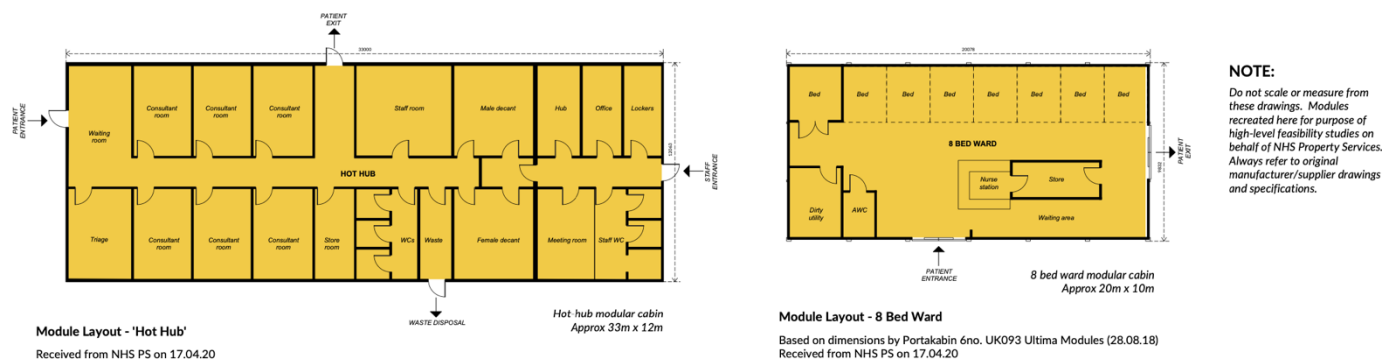 PATIENT
EXIT
33000
PATIENT
ENTRANCE
Waiting
room
Consultant
room
Consultant
room
Consultant
room
Staff room
Male decant
Hub
Office
Lockers
HOT HUB
STAFF
ENTRANCE
Triage
Consultant
room
Consultant
room
Consultant
room
Store
room
WCs
Waste
Female decant
Meeting room
Staff WC
WASTE DISPOSAL
Hot-hub modular cabin
Approx 33m x 12m
Module Layout - 'Hot Hub'
Received from NHS PS on 17.04.20
Bed
Bed
Bed
Bed
Bed
Bed
Bed
Bed
8 BED WARD
PATIENT
EXIT
Nurse
station
Store
Dirty
utility
AWC
Waiting area
PATIENT
ENTRANCE
8 bed ward modular cabin
Approx 20m x 10m
Module Layout - 8 Bed Ward
Based on dimensions by Portakabin 6no. UK093 Ultima Modules (28.08.18)
Received from NHS PS on 17.04.20
NOTE:
Do not scale or measure from
these drawings. Modules
recreated here for purpose of
high-level feasibility studies on
behalf of NHS Property Services.
Always refer to original
manufacturer/supplier drawings
and specifications.